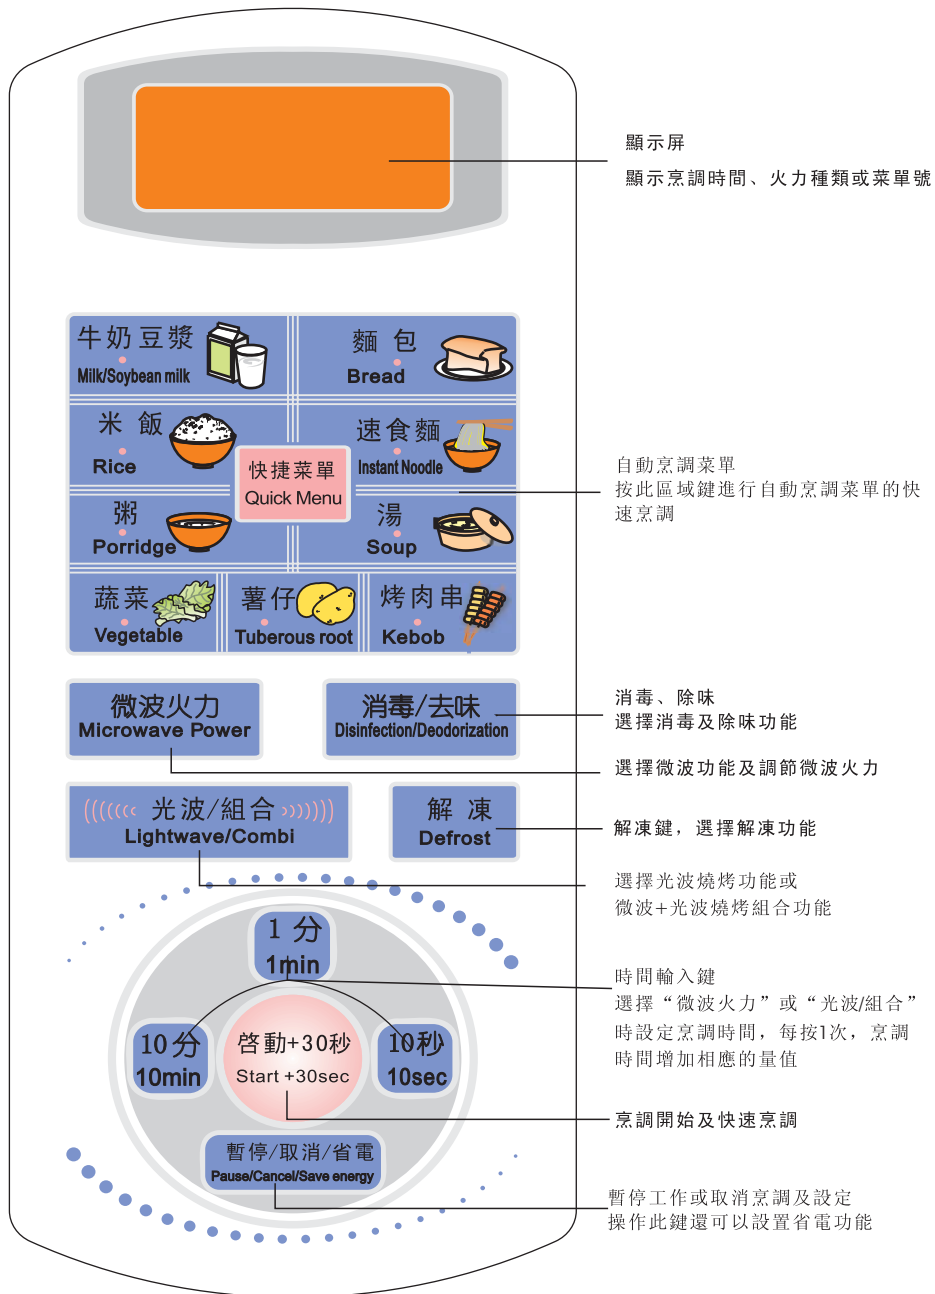 顯示屏
顯示烹調時間、火力種類或菜單號
牛奶豆漿
Milk/Soybean milk
麵 包
Bread
米 飯
Rice
速食麵
Instant Noodle
快捷菜單
Quick Menu
粥
Porridge
湯
Soup
自動烹調菜單
按此區域鍵進行自動烹調菜單的快
速烹調
蔬菜
Vegetable
薯仔
Tuberous root
烤肉串
Kebob
微波火力
Microwave Power
消毒/去味
Disinfection/Deodorization
消毒、除味
選擇消毒及除味功能
選擇微波功能及調節微波火力
光波/組合
Lightwave/Combi
解 凍
Defrost
解凍鍵，選擇解凍功能
選擇光波燒烤功能或
微波+光波燒烤組合功能
1 分
1min
時間輸入鍵
選擇“微波火力”或“光波/組合”
時設定烹調時間，每按1次，烹調
時間增加相應的量值
10分
10min
啓動+30秒
Start +30sec
10秒
10sec
烹調開始及快速烹調
暫停/取消/省電
Pause/Cancel/Save energy
暫停工作或取消烹調及設定
操作此鍵還可以設置省電功能